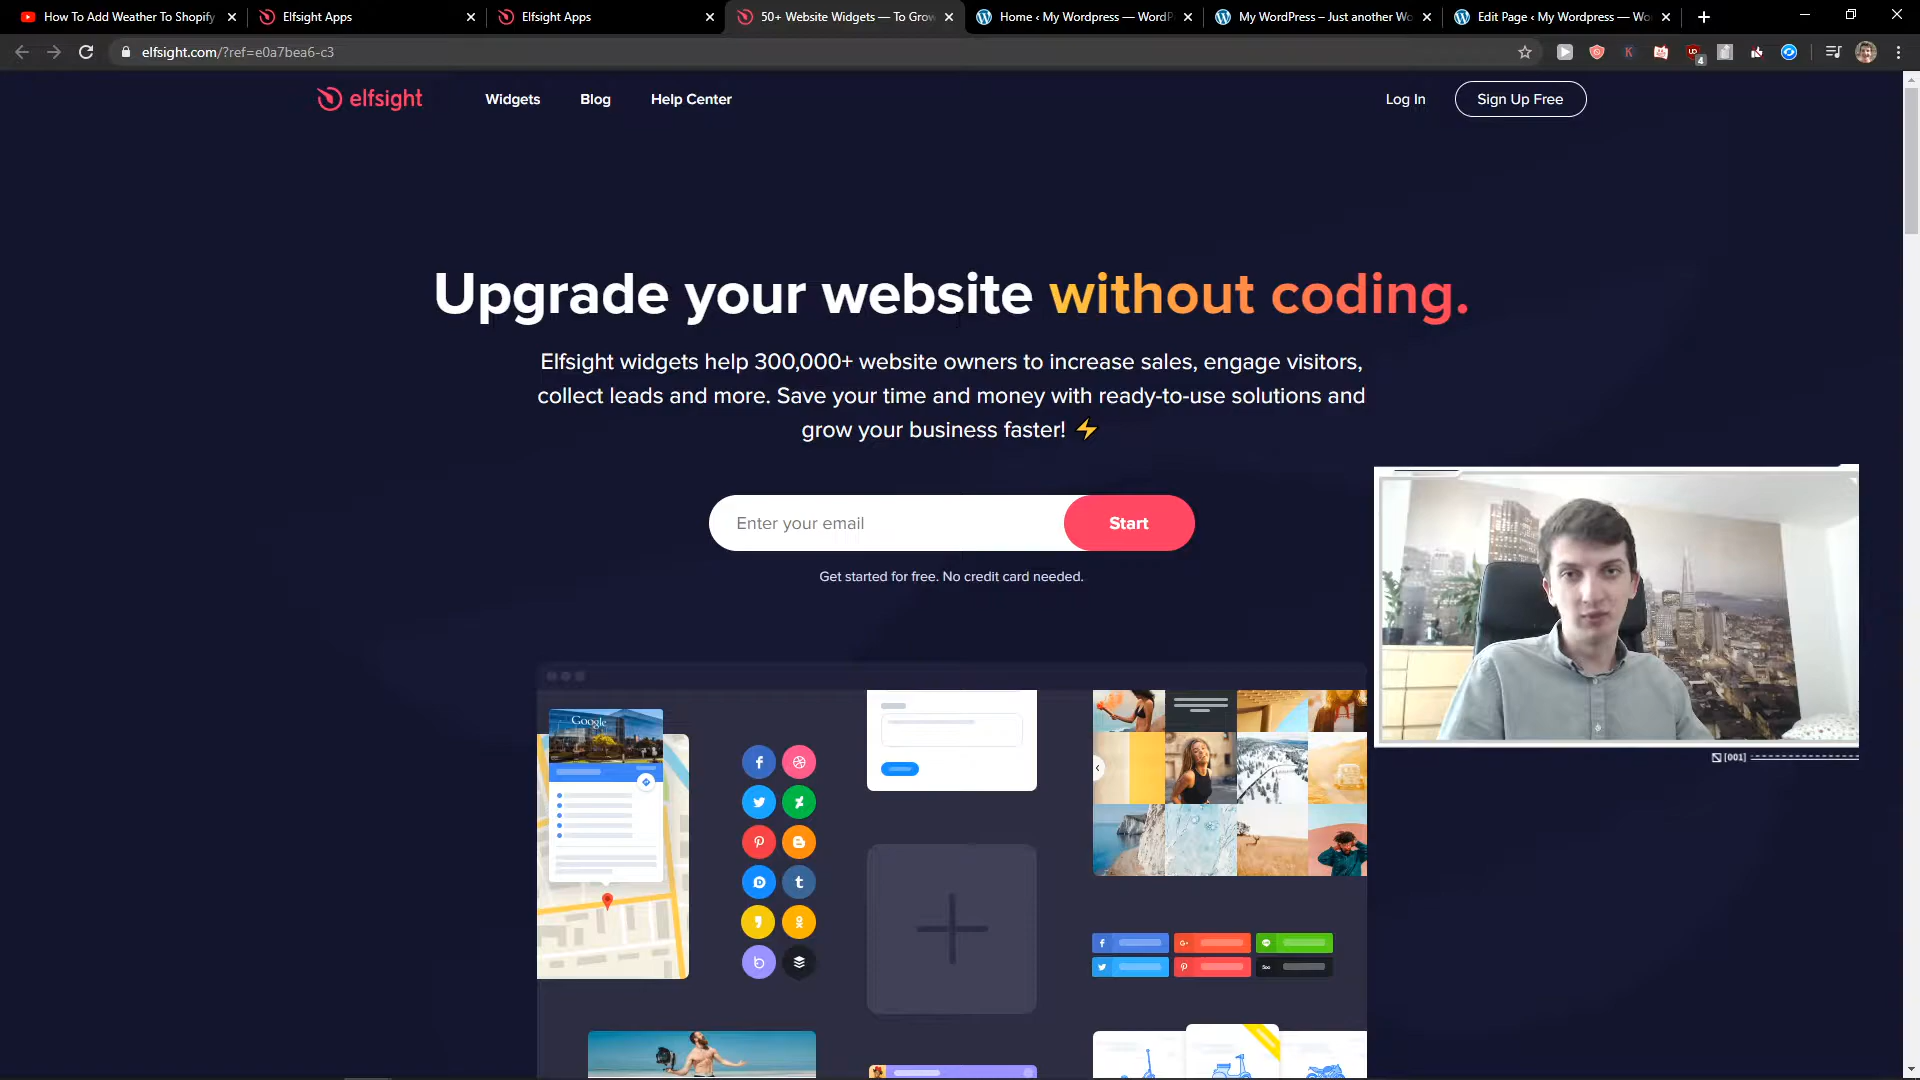 How To Add Weather To Shopify
Elfsight Apps
Elfsight Apps
50+ Website Widgets — To Grow
Home ‹ My Wordpress — WordP
My WordPress – Just another Wo
Edit Page ‹ My Wordpress — Wo
elfsight.com/?ref=e0a7bea6-c3
4
elfsight
Widgets
Blog
Help Center
Log In
Sign Up Free
Upgrade your website without coding.
Elfsight widgets help 300,000+ website owners to increase sales, engage visitors,
collect leads and more. Save your time and money with ready-to-use solutions and
grow your business faster! ⚡
Enter your email
Start
Get started for free. No credit card needed.
Google
[001]